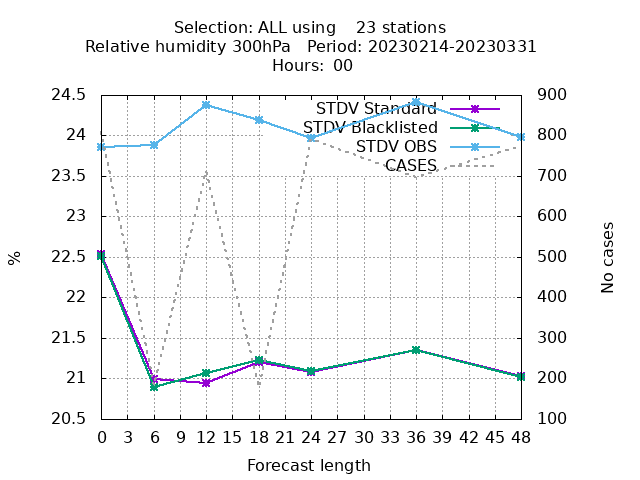 Selection: ALL using    23 stations
Relative humidity 300hPa   Period: 20230214-20230331
Hours:  00
24.5
24
23.5
23
22.5
22
21.5
21
20.5
%
STDV Standard
STDV Blacklisted
STDV OBS
CASES
900
800
700
600
500
400
300
200
100
No cases
0 3 6 9 12 15 18 21 24 27 30 33 36 39 42 45 48
Forecast length